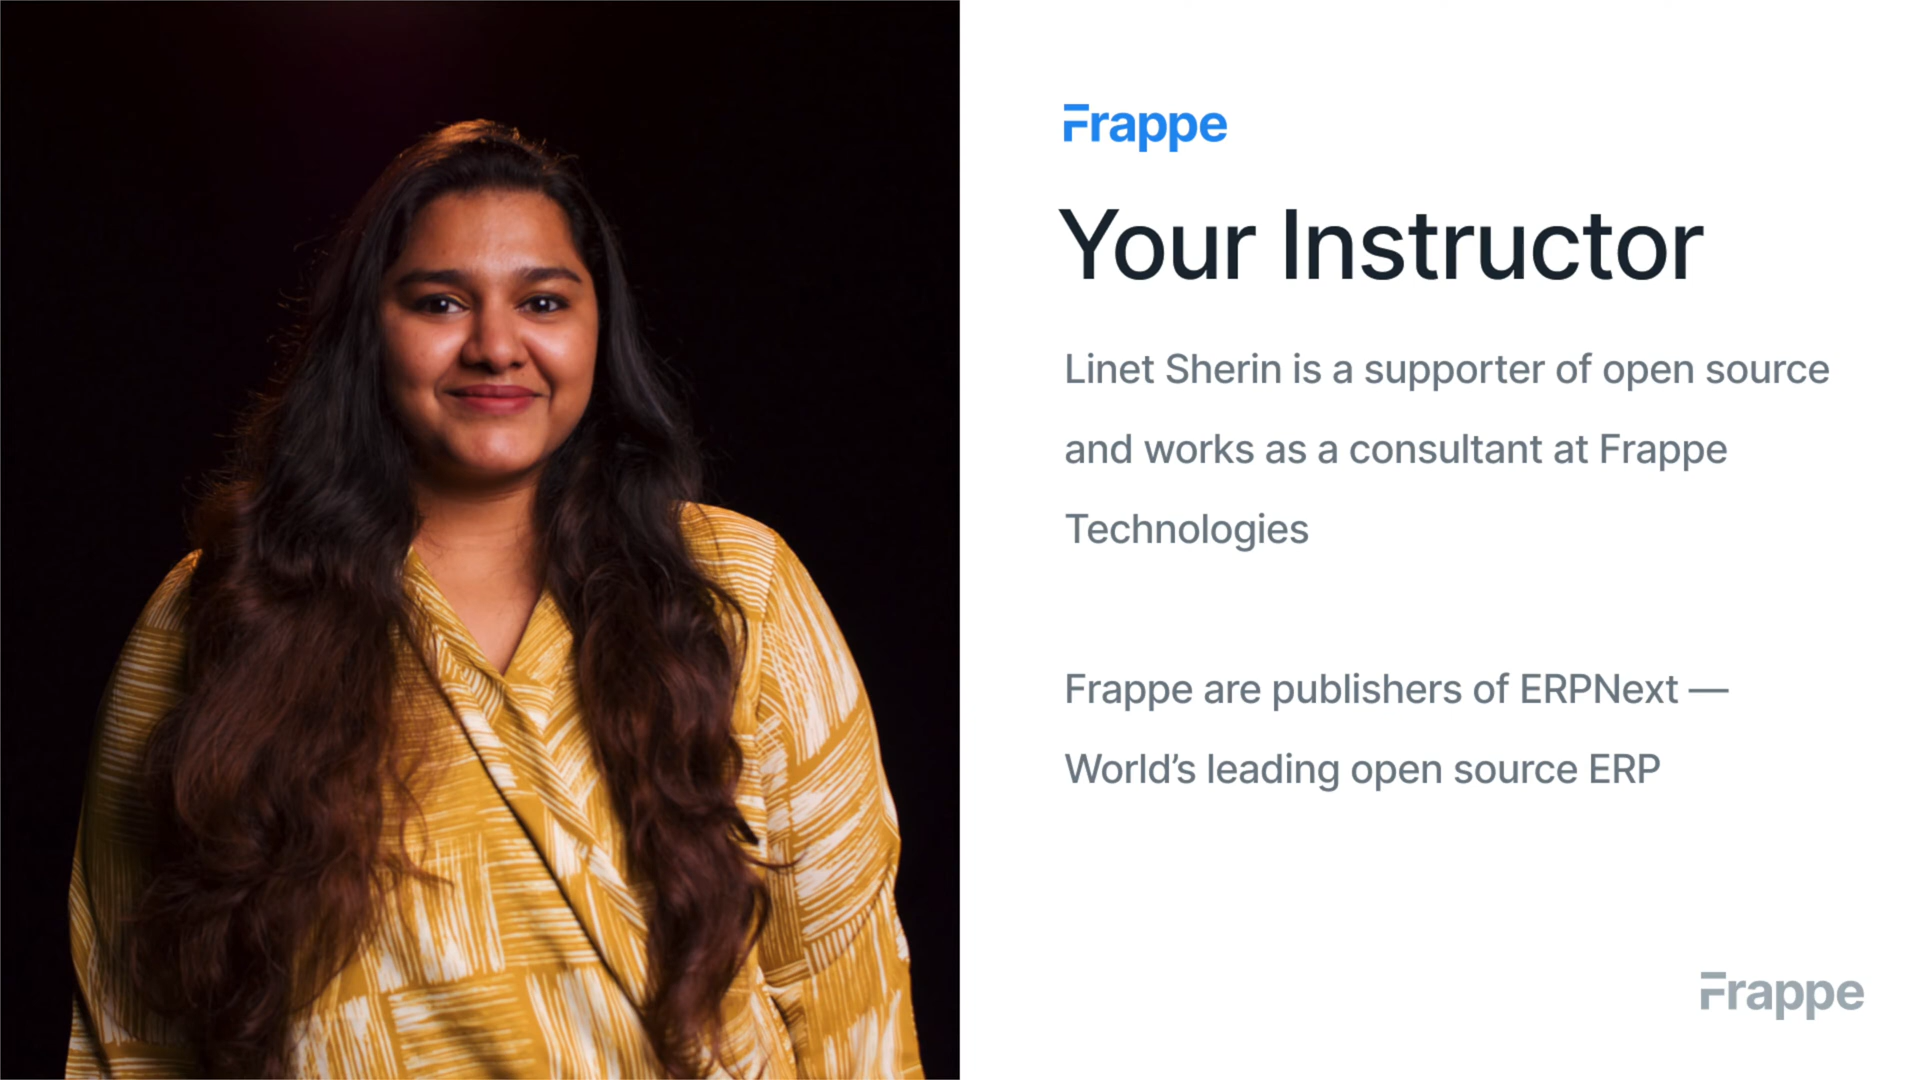 Frappe
Your Instructor
Linet Sherin is a supporter of open source
and works as a consultant at Frappe
Technologies
Frappe are publishers of ERPNext —
World’s leading open source ERP
Frappe